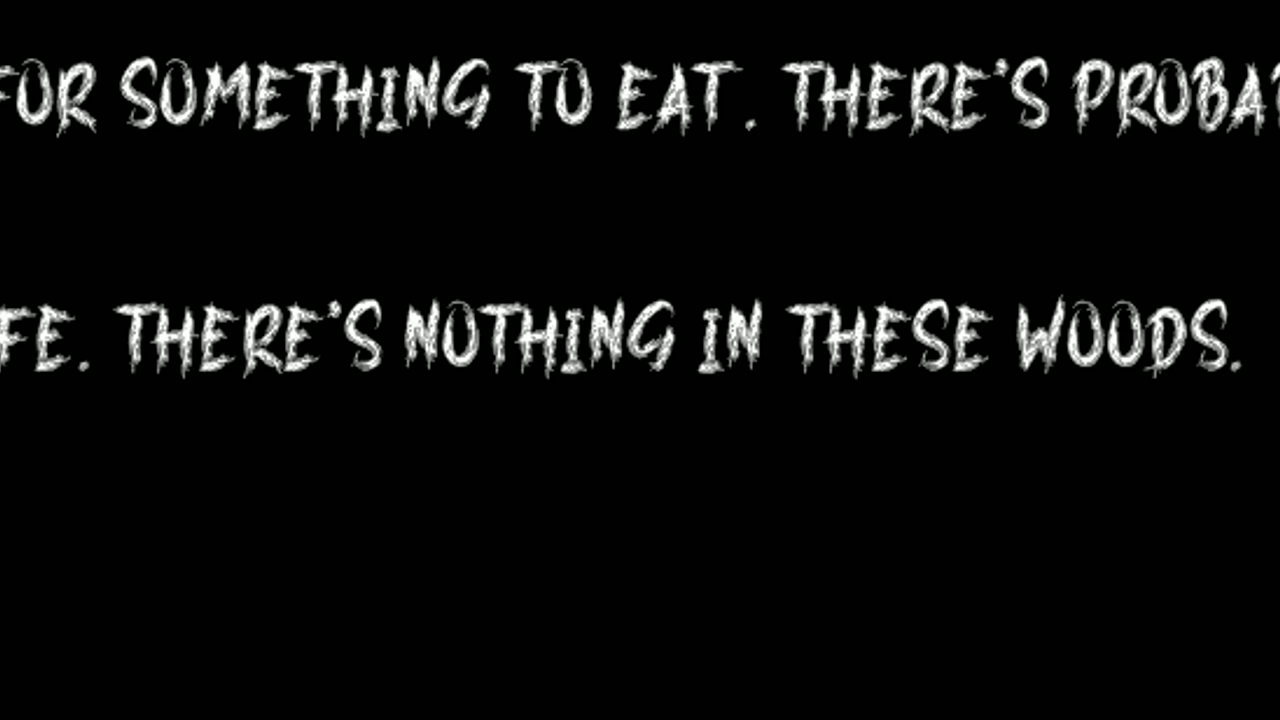 FOR SOMETHING TO EAT. THERE'S PROBA
FE. THERE'S NOTHING IN THESE WOODS.